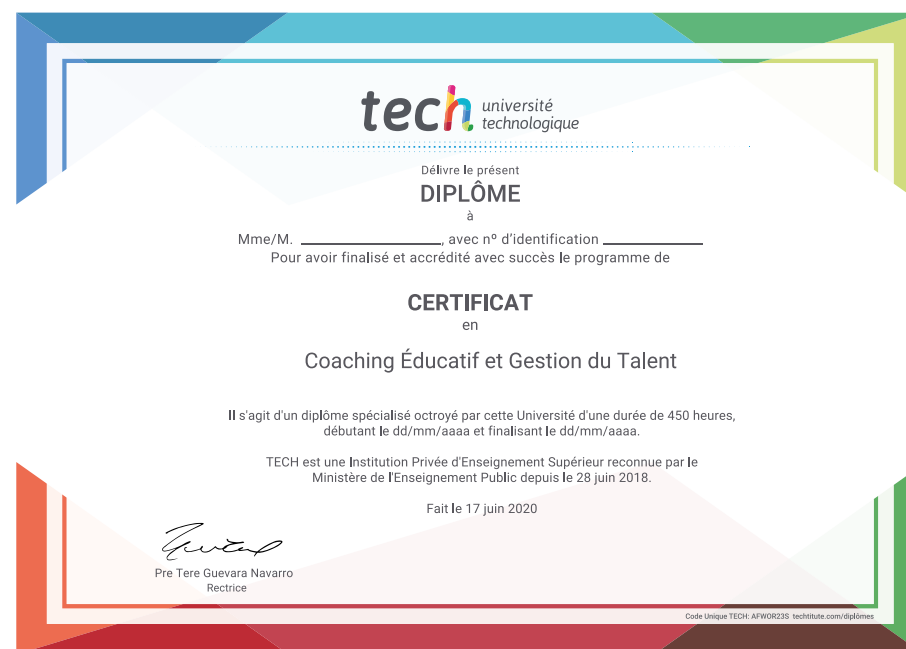 tech université
technologique
Délivre le présent
DIPLÔME
à
Mme/M. ____________________, avec nº d'identification ______________
Pour avoir finalisé et accrédité avec succès le programme de
CERTIFICAT
en
Coaching Éducatif et Gestion du Talent
Il s'agit d'un diplôme spécialisé octroyé par cette Université d'une durée de 450 heures,
débutant le dd/mm/aaaa et finalisant le dd/mm/aaaa.
TECH est une Institution Privée d'Enseignement Supérieur reconnue par le
Ministère de l'Enseignement Public depuis le 28 juin 2018.
Fait le 17 juin 2020
Pre Tere Guevara Navarro
Rectrice
Code Unique TECH: AFWOR23S techtitute.com/diplômes